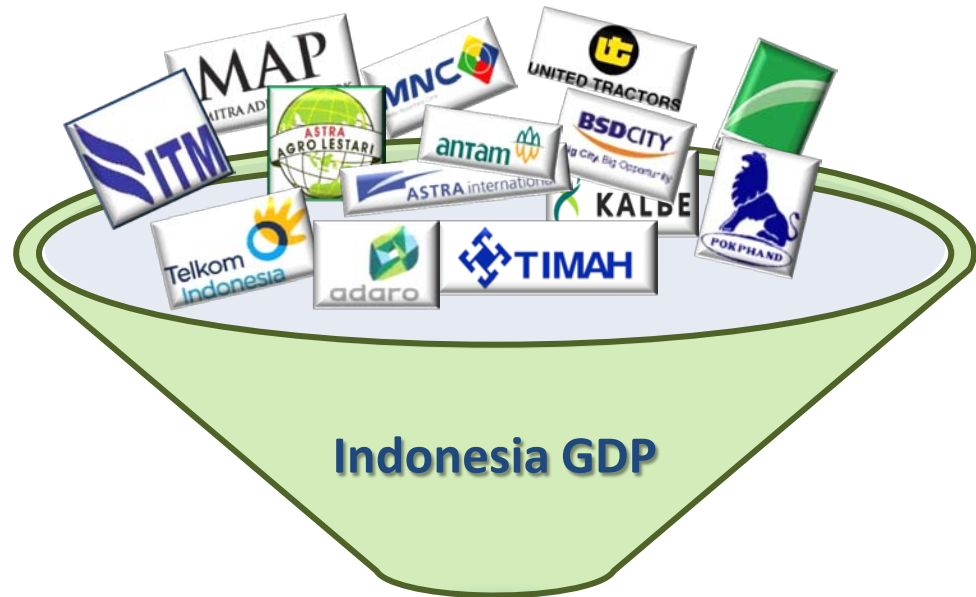 MAP
MITRA AD
MNC
UNITED TRACTORS
ITM
ASTRA
AGRO LESTARI
antam
BSDCITY
Big City, Big Opportunity
ASTRA international
KALBE
POKPHAND
Telkom
Indonesia
adaro
TIMAH
Indonesia GDP